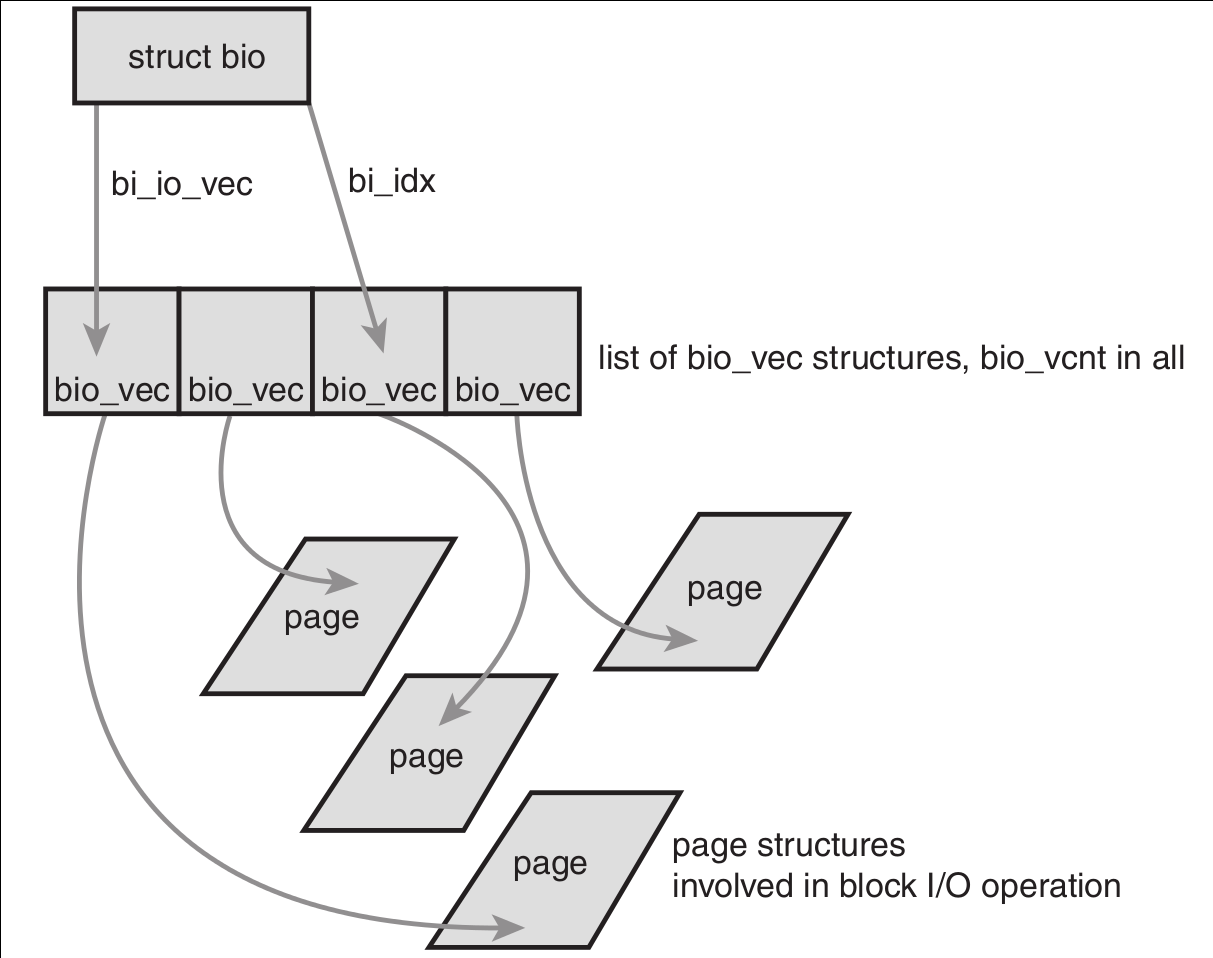 struct bio
bi_io_vec
bi_idx
list of bio_vec structures, bio_vcnt in all
bio_vec
bio_vec
bio_vec
bio_vec
page
page
page
page
page structures
involved in block I/O operation